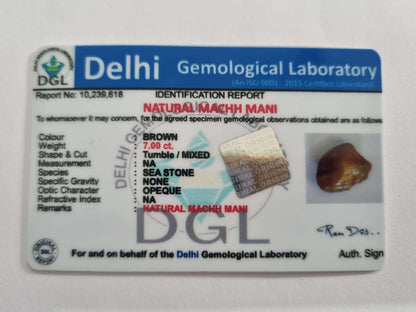 DGL
Delhi Gemological Laboratory
(An ISO 9001 : 2015 Certified Laboratory)
Report No: 10,239,618 IDENTIFICATION REPORT
NATURAL MACHH MANI
To whomsoever it may concern, for the agreed specimen gemological observations obtained are as follows
Colour BROWN
Weight 7.00 ct.
Shape & Cut Tumble / MIXED
Measurement NA
Species SEA STONE
Specific Gravity NONE
Optic Character OPEQUE
Refractive Index NA
Remarks NATURAL MACHH MANI
DGL
For and on behalf of the Delhi Gemological Laboratory Auth. Sign